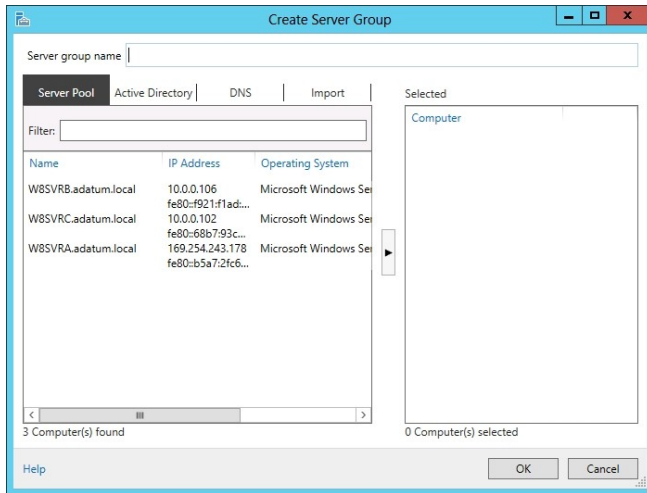 Create Server Group
Server group name
Server Pool Active Directory DNS Import
Selected
Filter:
Computer
Name IP Address Operating System
W8SVRB.adatum.local 10.0.0.106 Microsoft Windows Ser
fe80::f921:f1ad:...
W8SVRC.adatum.local 10.0.0.102 Microsoft Windows Ser
fe80::68b7:93c...
W8SVRA.adatum.local 169.254.243.178 Microsoft Windows Ser
fe80::b5a7:2fc6...
3 Computer(s) found
0 Computer(s) selected
Help OK Cancel